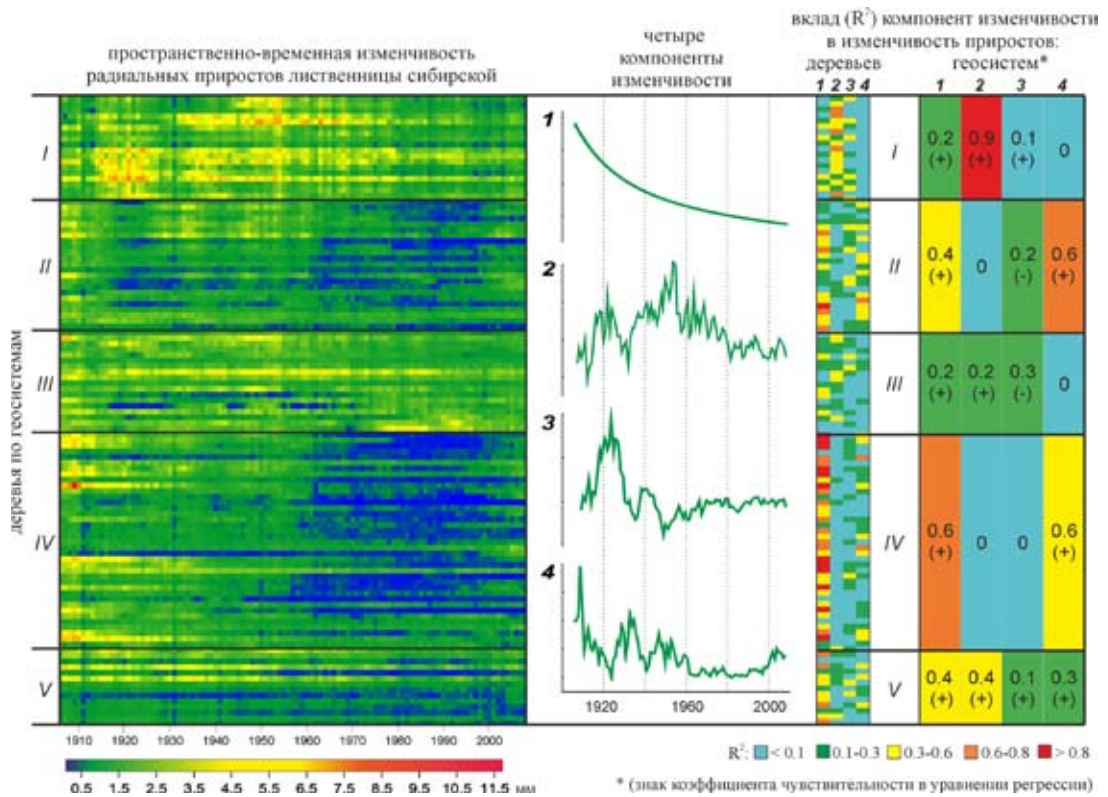 пространственно-временная изменчивость
радиальных приростов лиственницы сибирской
четыре
компоненты
изменчивости
вклад (R²) компонент изменчивости
в изменчивость приростов:
деревьев геосистем*
1 2 3 4
1 2 3 4
деревья по геосистемам
I
II
III
IV
V
1
2
3
4
I
0.2 (+) 0.9 (+) 0.1 (+) 0
II
0.4 (+) 0 0.2 (-) 0.6 (+)
III
0.2 (+) 0.2 (+) 0.3 (-) 0
IV
0.6 (+) 0 0 0.6 (+)
V
0.4 (+) 0.4 (+) 0.1 (+) 0.3 (+)
1910 1920 1930 1940 1950 1960 1970 1980 1990 2000
1920 1960 2000
0.5 1.5 2.5 3.5 4.5 5.5 6.5 7.5 8.5 9.5 10.5 11.5 мм
R²: < 0.1 0.1-0.3 0.3-0.6 0.6-0.8 > 0.8
* (знак коэффициента чувствительности в уравнении регрессии)